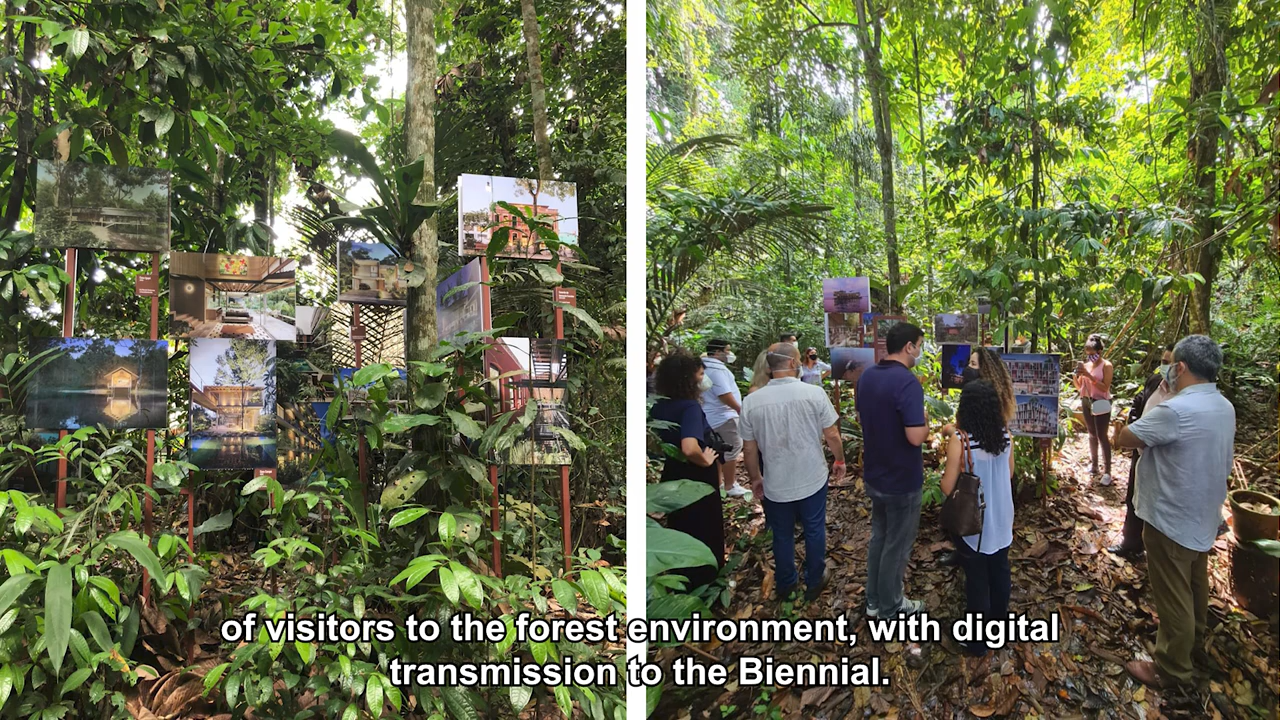 of visitors to the forest environment, with digital
transmission to the Biennial.